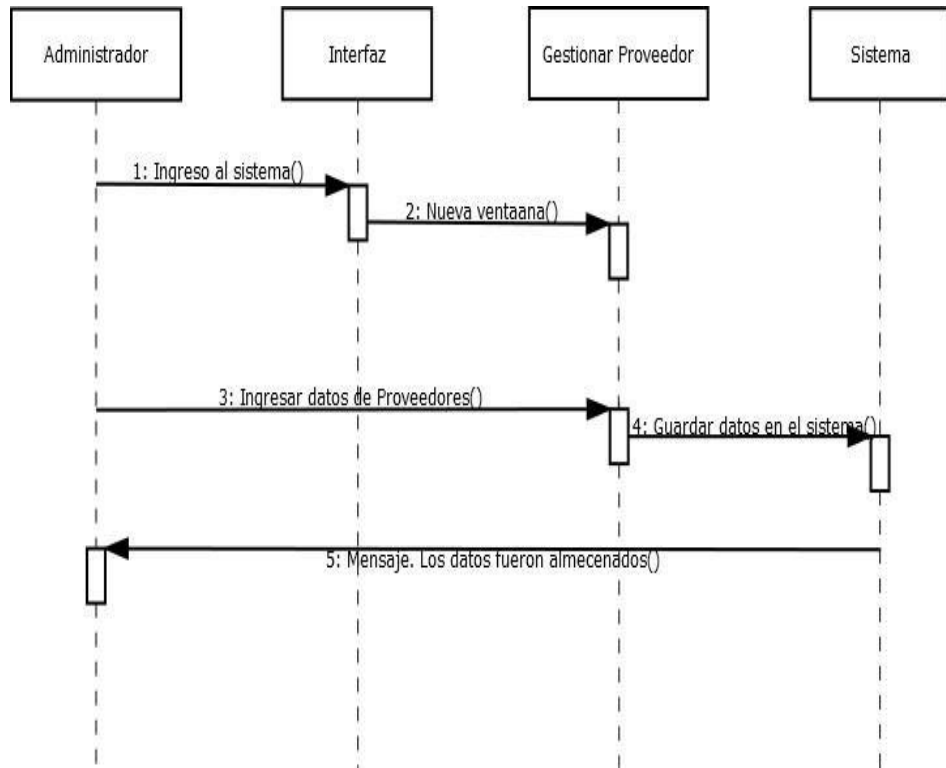 Administrador
Interfaz
Gestionar Proveedor
Sistema
1: Ingreso al sistema()
2: Nueva ventaana()
3: Ingresar datos de Proveedores()
4: Guardar datos en el sistema()
5: Mensaje. Los datos fueron almecenados()